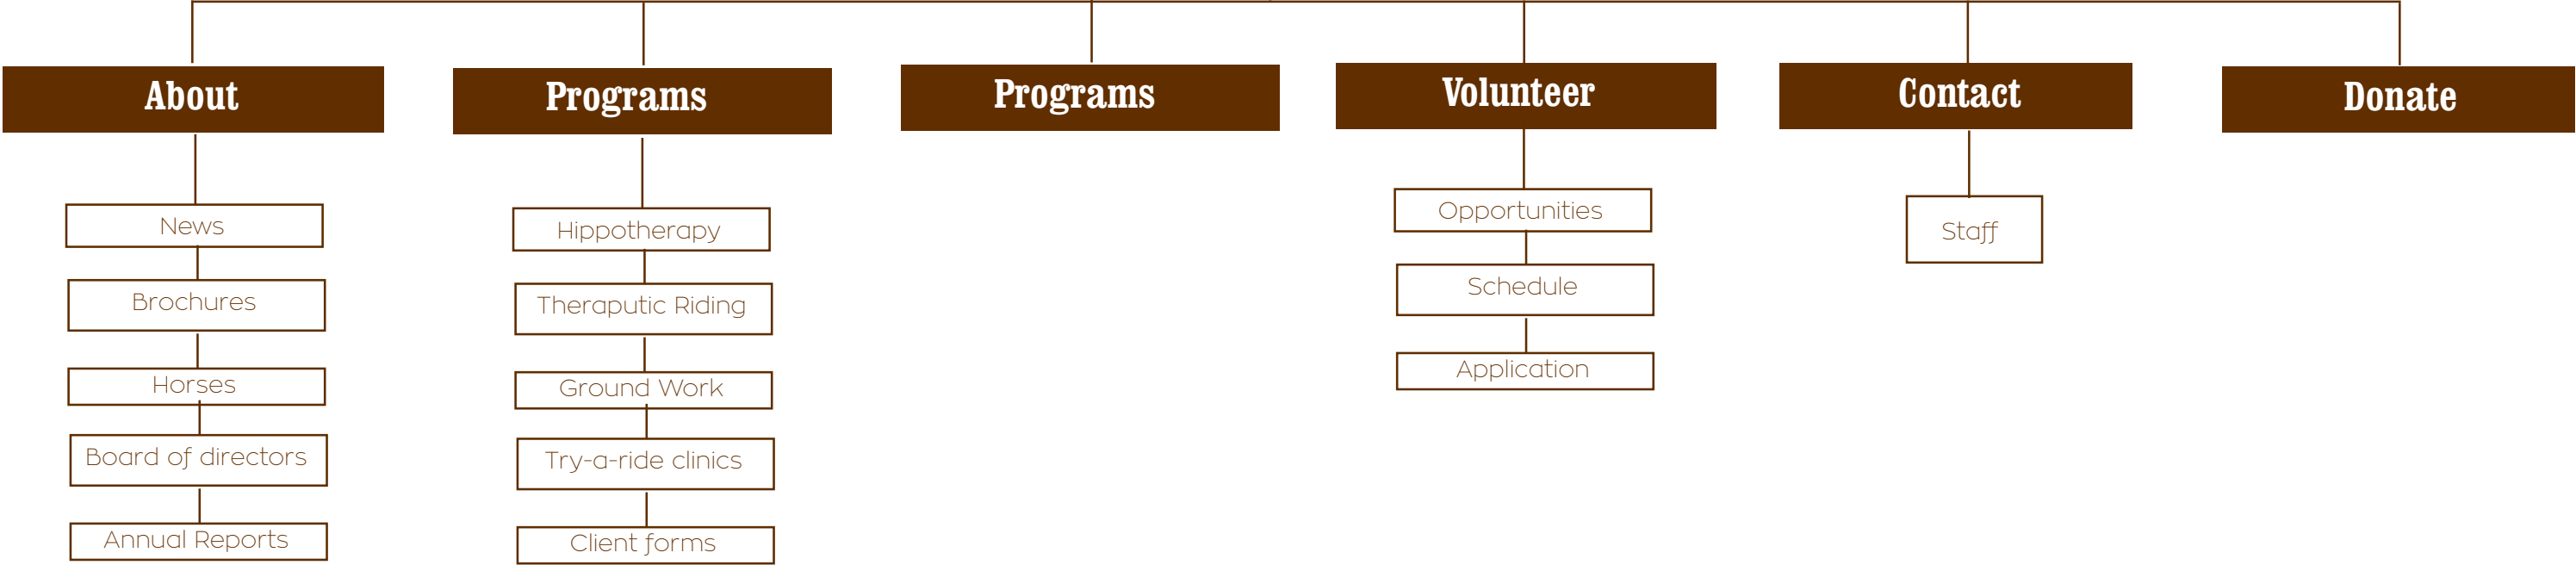 About
Programs
Programs
Volunteer
Contact
Donate
News
Brochures
Horses
Board of directors
Annual Reports
Hippotherapy
Theraputic Riding
Ground Work
Try-a-ride clinics
Client forms
Opportunities
Schedule
Application
Staff